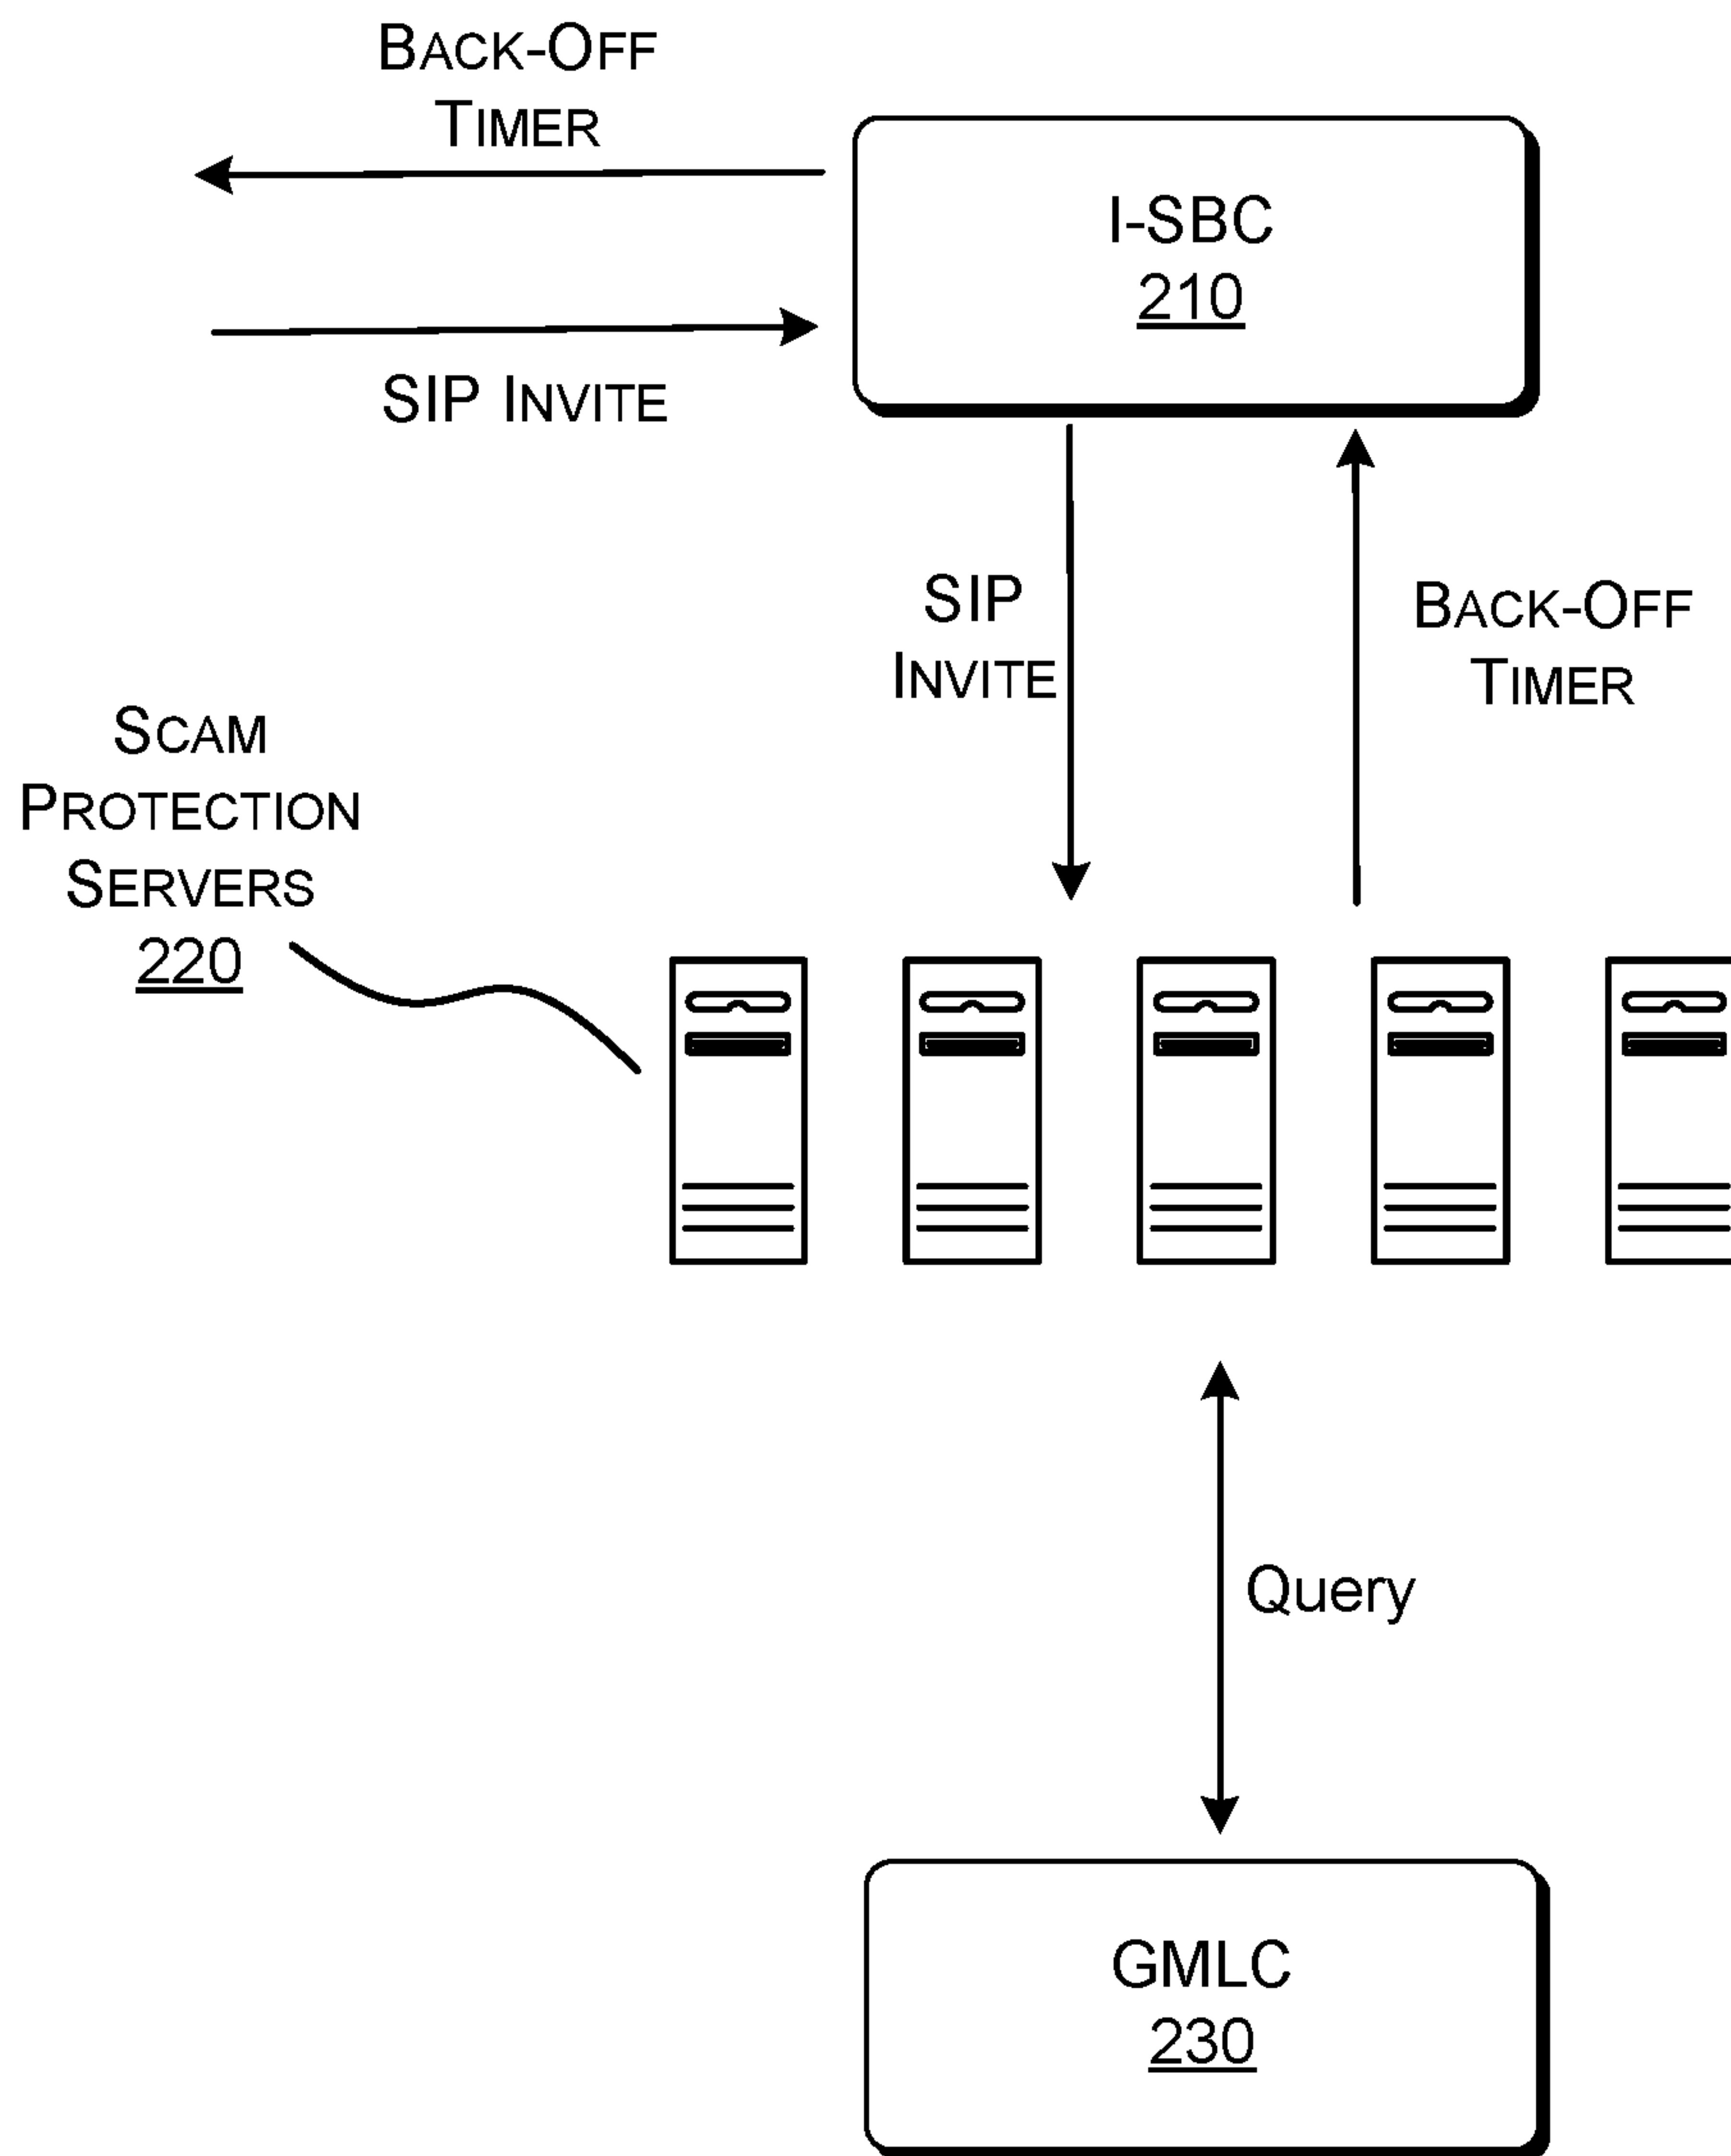 BACK-OFF
TIMER
I-SBC
210
SIP INVITE
SIP
INVITE
BACK-OFF
TIMER
SCAM
PROTECTION
SERVERS
220
Query
GMLC
230